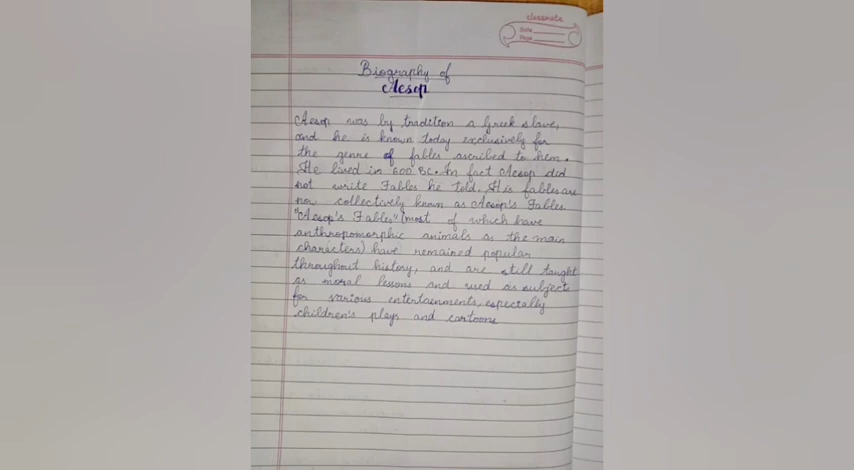 classmate
Date
Page
Biography of
Aesop
Aesop was by tradition a Greek slave,
and he is known today exclusively for
the genre of fables ascribed to him.
He lived in 600 BC. In fact Aesop did
not write Fables he told. His fables are
now collectively known as Aesop's Fables.
"Aesop's Fables" (most of which have
anthropomorphic animals as the main
characters) have remained popular
throughout history, and are still taught
as moral lessons and used as subjects
for various entertainments, especially
children's plays and cartoons